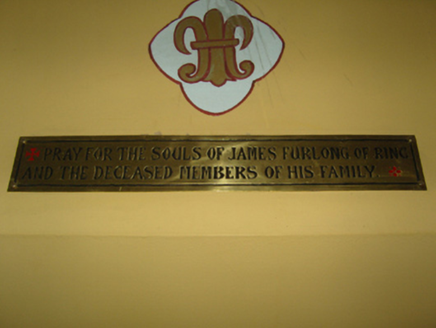 PRAY FOR THE SOULS OF JAMES FURLONG OF RING
AND THE DECEASED MEMBERS OF HIS FAMILY